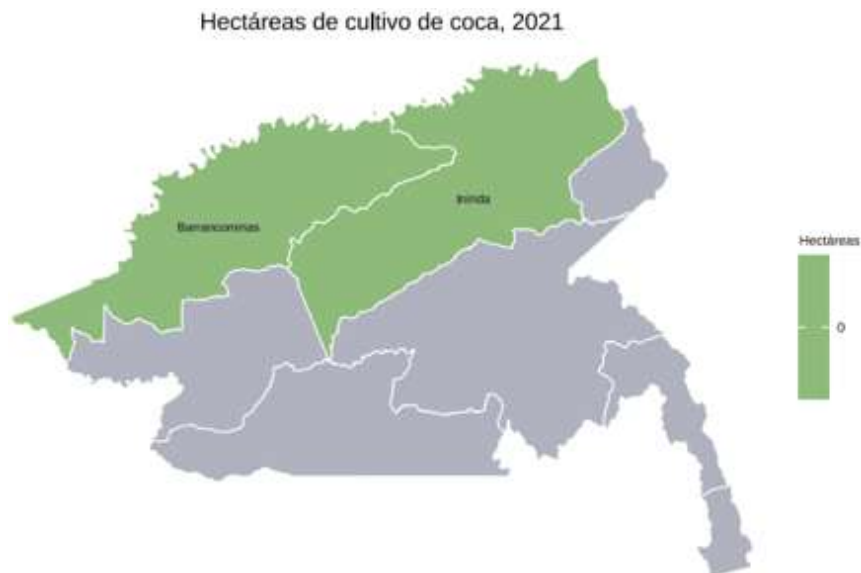 Hectáreas de cultivo de coca, 2021
Inírida
Barrancominas
Hectáreas
0